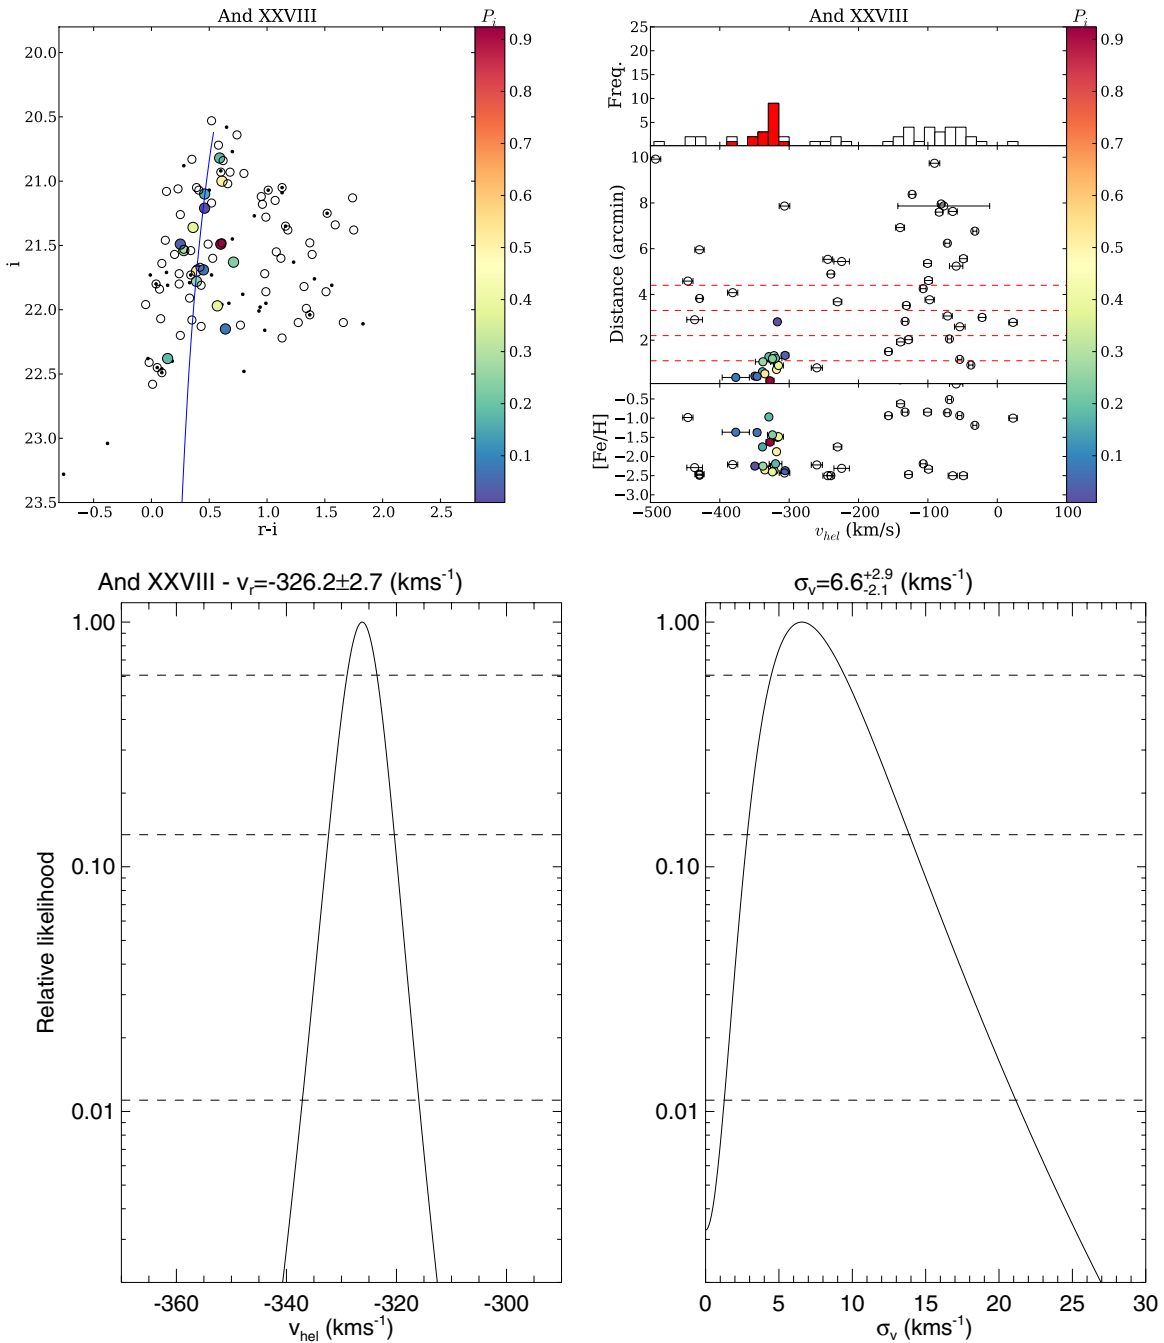 And XXVIII
P_i
20.0
20.5
21.0
21.5
22.0
22.5
23.0
23.5
i
−0.5 0.0 0.5 1.0 1.5 2.0 2.5
r-i
0.9
0.8
0.7
0.6
0.5
0.4
0.3
0.2
0.1
And XXVIII
P_i
25
20
15
10
5
Freq.
10
8
6
4
2
Distance (arcmin)
−0.5
−1.0
−1.5
−2.0
−2.5
−3.0
[Fe/H]
−500 −400 −300 −200 −100 0 100
v_hel (km/s)
0.9
0.8
0.7
0.6
0.5
0.4
0.3
0.2
0.1
And XXVIII - v_r=-326.2±2.7 (kms^-1)
1.00
0.10
0.01
Relative likelihood
-360 -340 -320 -300
v_hel (kms^-1)
σ_v=6.6^+2.9_-2.1 (kms^-1)
1.00
0.10
0.01
0 5 10 15 20 25 30
σ_v (kms^-1)